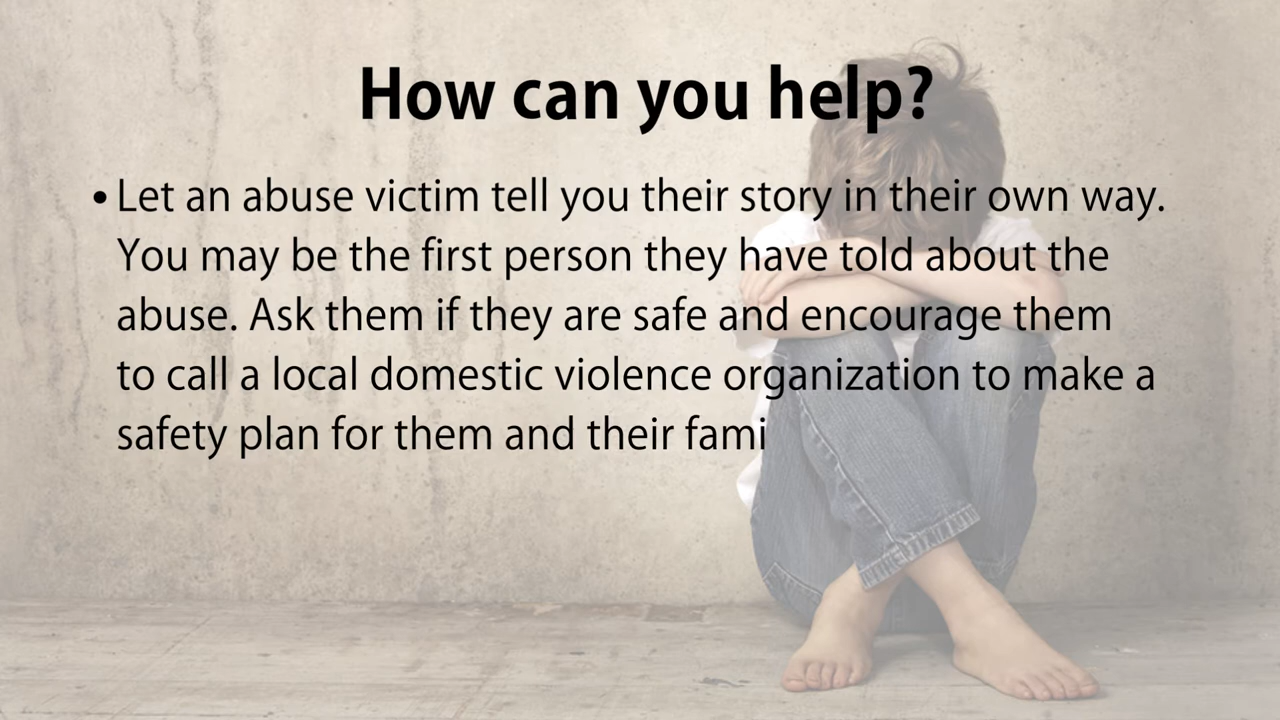 How can you help?
• Let an abuse victim tell you their story in their own way.
You may be the first person they have told about the
abuse. Ask them if they are safe and encourage them
to call a local domestic violence organization to make a
safety plan for them and their fami